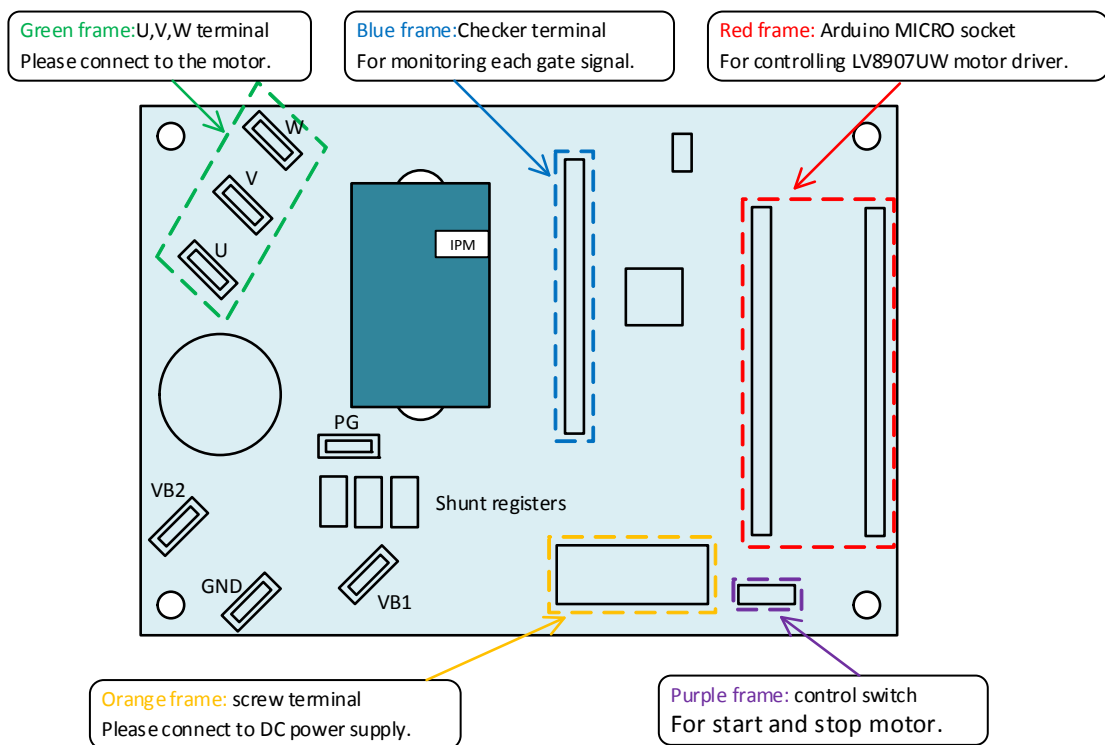 Green frame:U,V,W terminal
Please connect to the motor.
Blue frame:Checker terminal
For monitoring each gate signal.
Red frame: Arduino MICRO socket
For controlling LV8907UW motor driver.
W
V
U
IPM
PG
VB2
Shunt registers
GND
VB1
Orange frame: screw terminal
Please connect to DC power supply.
Purple frame: control switch
For start and stop motor.